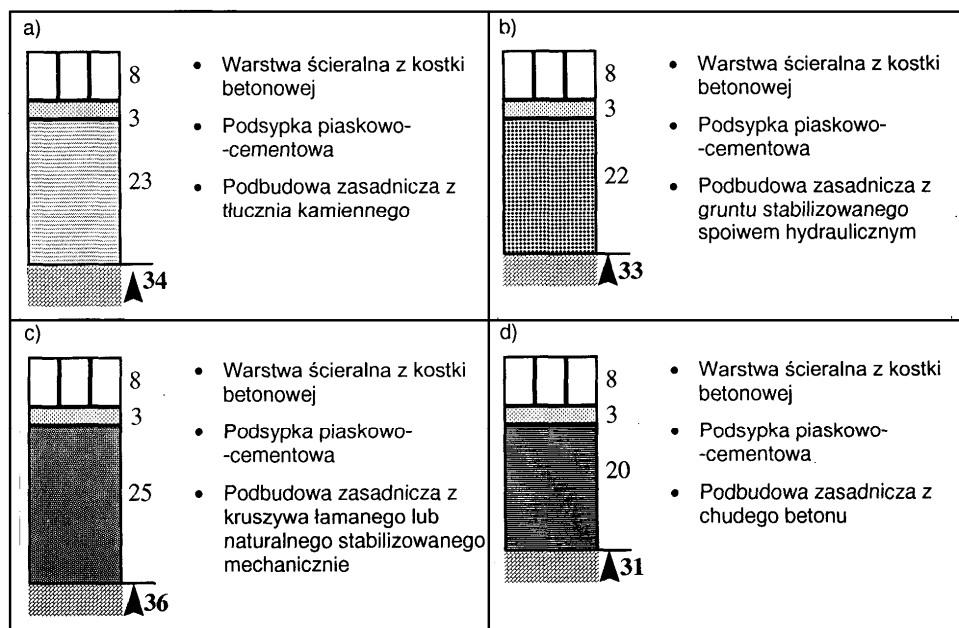 a)
8
3
23
34
• Warstwa ścieralna z kostki
betonowej
• Podsypka piaskowo-
-cementowa
• Podbudowa zasadnicza z
tłucznia kamiennego
b)
8
3
22
33
• Warstwa ścieralna z kostki
betonowej
• Podsypka piaskowo-
-cementowa
• Podbudowa zasadnicza z
gruntu stabilizowanego
spoiwem hydraulicznym
c)
8
3
25
36
• Warstwa ścieralna z kostki
betonowej
• Podsypka piaskowo-
-cementowa
• Podbudowa zasadnicza z
kruszywa łamanego lub
naturalnego stabilizowanego
mechanicznie
d)
8
3
20
31
• Warstwa ścieralna z kostki
betonowej
• Podsypka piaskowo-
-cementowa
• Podbudowa zasadnicza z
chudego betonu